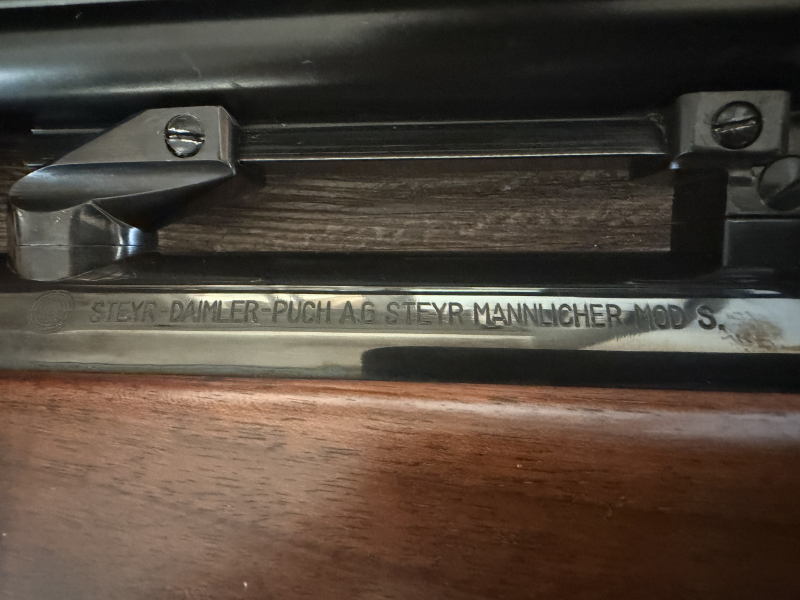 STEYR-DAIMLER-PUCH A.G STEYR MANNLICHER MOD S.